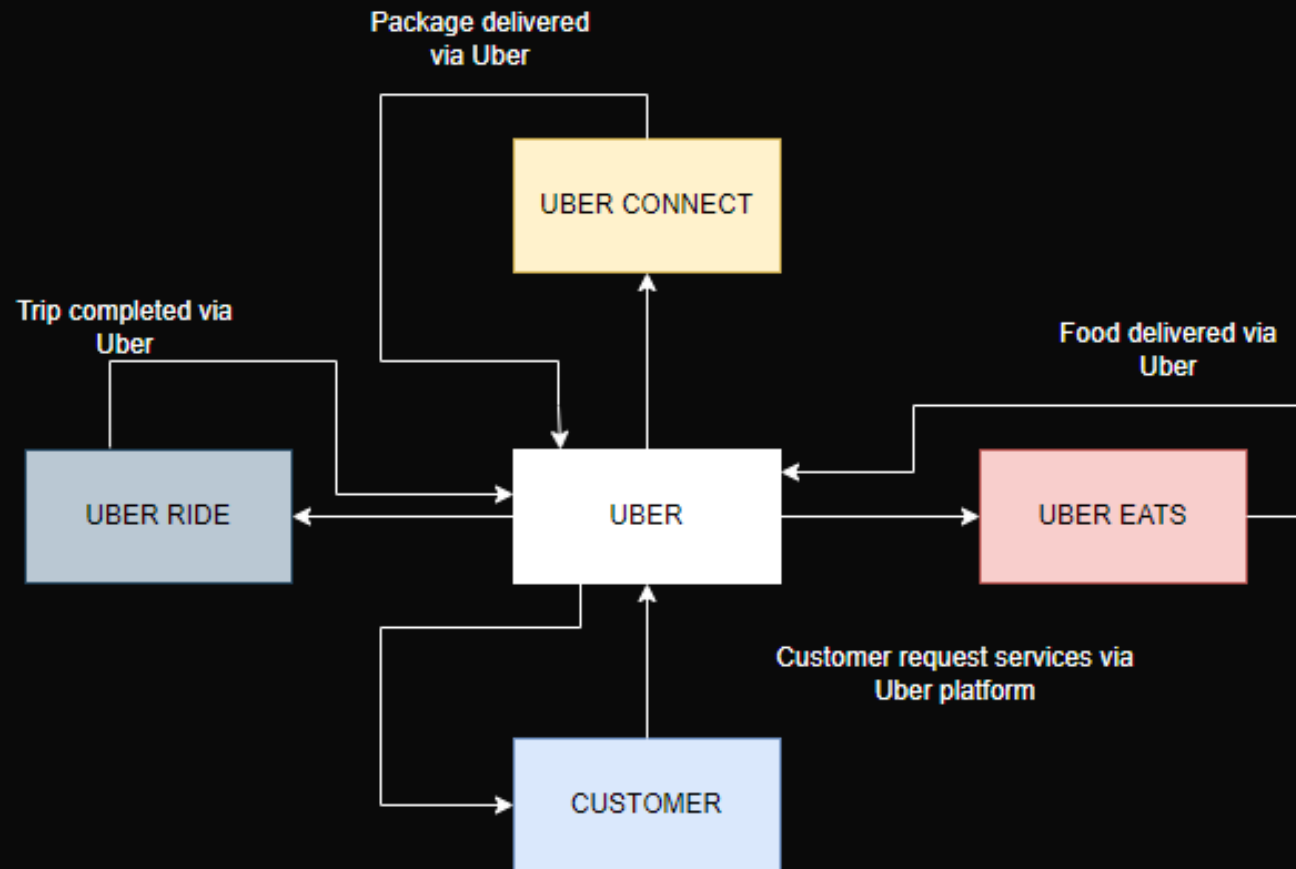 Package delivered
via Uber
UBER CONNECT
Trip completed via
Uber
Food delivered via
Uber
UBER RIDE
UBER
UBER EATS
Customer request services via
Uber platform
CUSTOMER